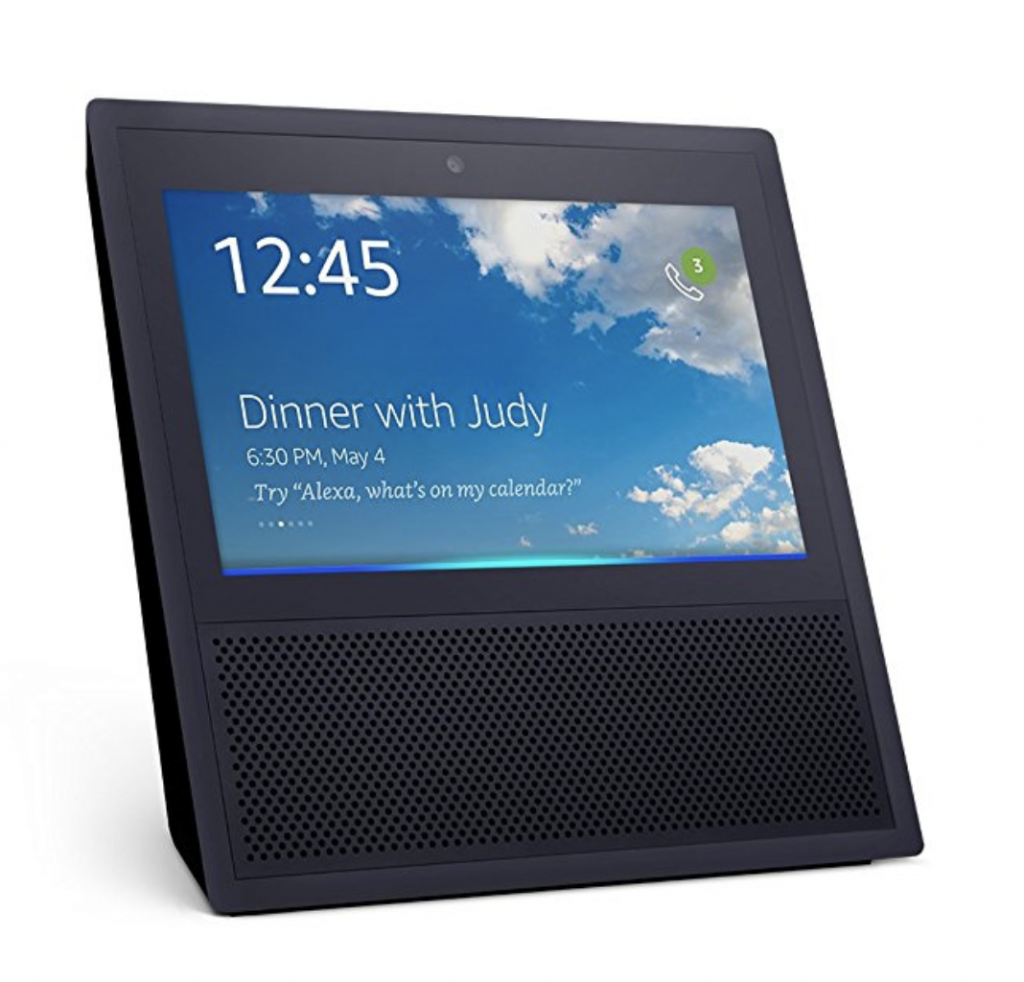 12:45
3
Dinner with Judy
6:30 PM, May 4
Try “Alexa, what's on my calendar?”